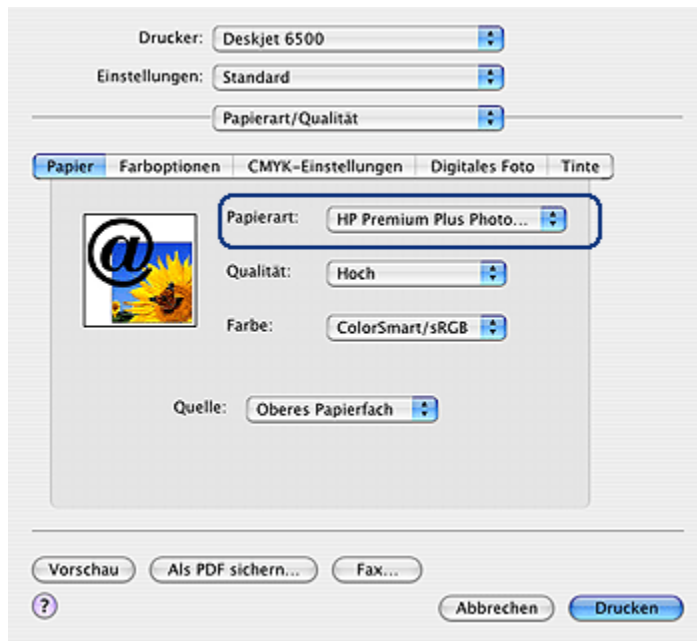 Drucker: Deskjet 6500
Einstellungen: Standard
Papierart/Qualität
Papier Farboptionen CMYK-Einstellungen Digitales Foto Tinte
@
Papierart: HP Premium Plus Photo...
Qualität: Hoch
Farbe: ColorSmart/sRGB
Quelle: Oberes Papierfach
Vorschau Als PDF sichern... Fax...
? Abbrechen Drucken